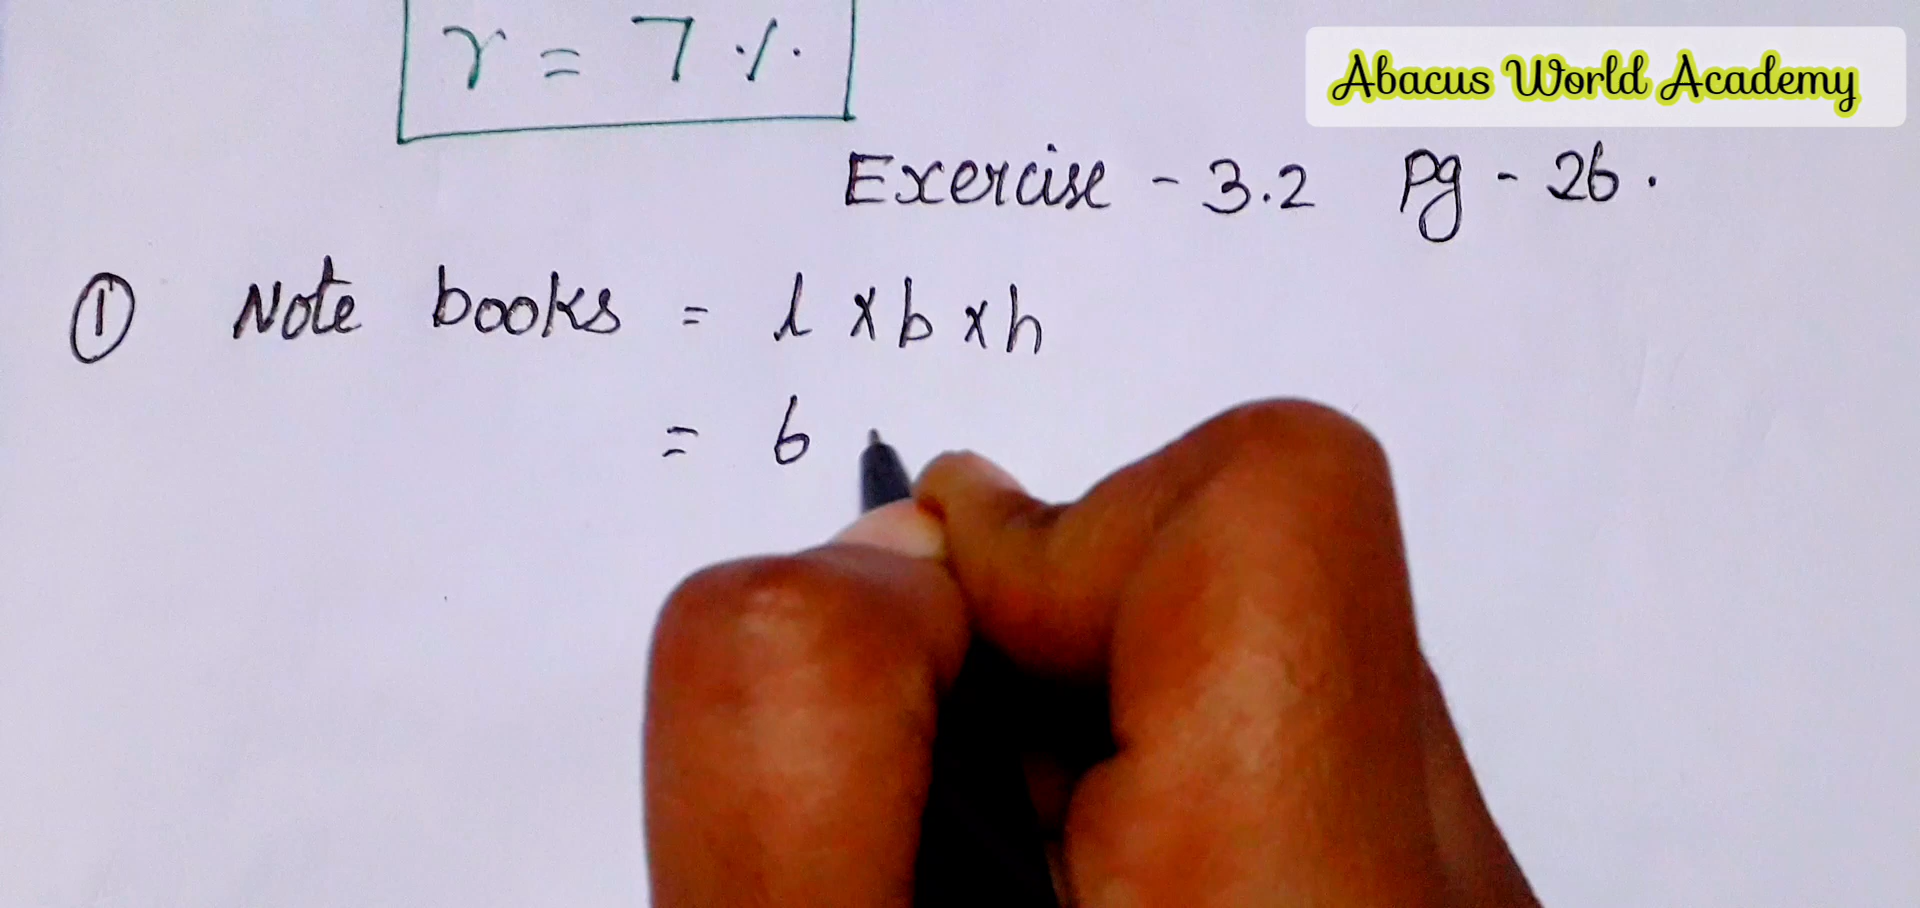 r = 7 %
Abacus World Academy
Exercise - 3.2 Pg - 26.
① Note books = l × b × h
= 6